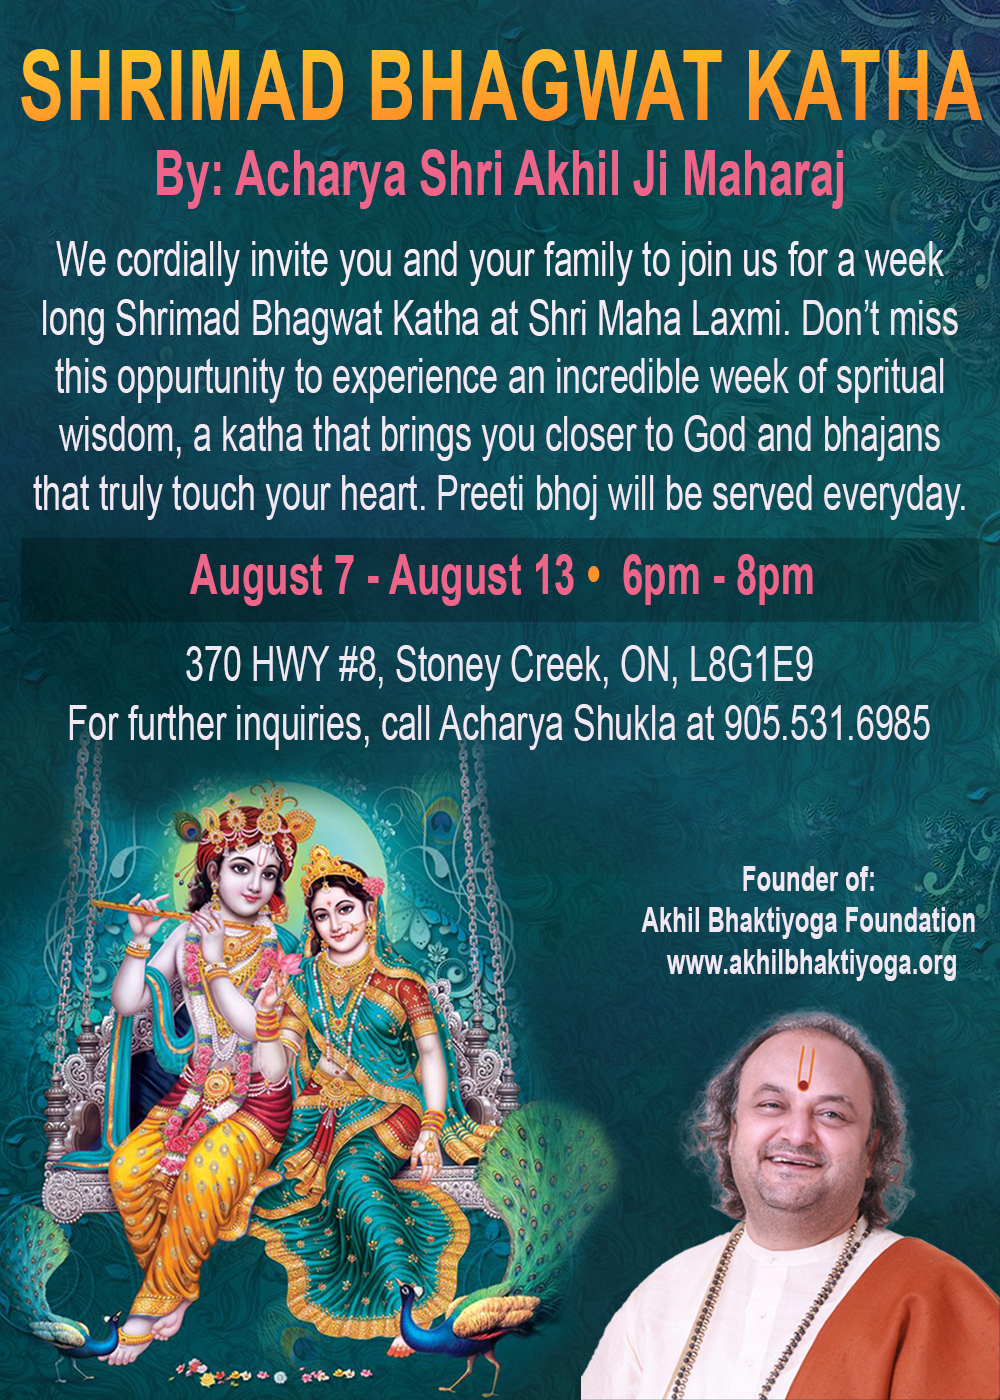 SHRIMAD BHAGWAT KATHA
By: Acharya Shri Akhil Ji Maharaj
We cordially invite you and your family to join us for a week
long Shrimad Bhagwat Katha at Shri Maha Laxmi. Don’t miss
this oppurtunity to experience an incredible week of spritual
wisdom, a katha that brings you closer to God and bhajans
that truly touch your heart. Preeti bhoj will be served everyday.
August 7 - August 13 • 6pm - 8pm
370 HWY #8, Stoney Creek, ON, L8G1E9
For further inquiries, call Acharya Shukla at 905.531.6985
Founder of:
Akhil Bhaktiyoga Foundation
www.akhilbhaktiyoga.org